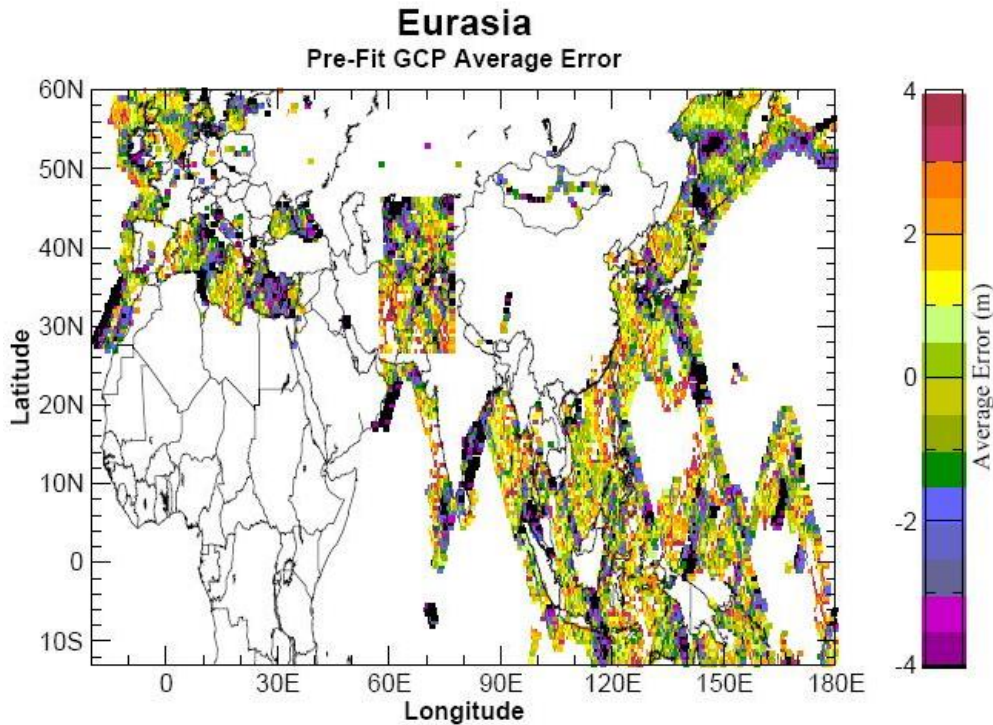 Eurasia
Pre-Fit GCP Average Error
60N
50N
40N
30N
20N
10N
0
10S
Latitude
0
30E
60E
90E
120E
150E
180E
Longitude
4
2
0
-2
-4
Average Error (m)